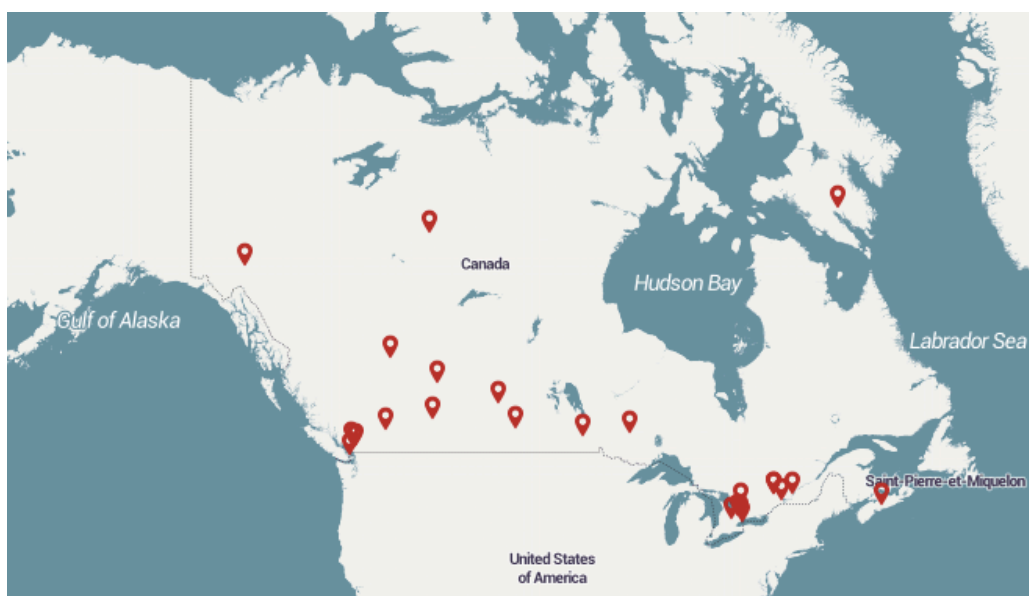 Canada
Hudson Bay
Gulf of Alaska
Labrador Sea
Saint-Pierre-et-Miquelon
United States
of America